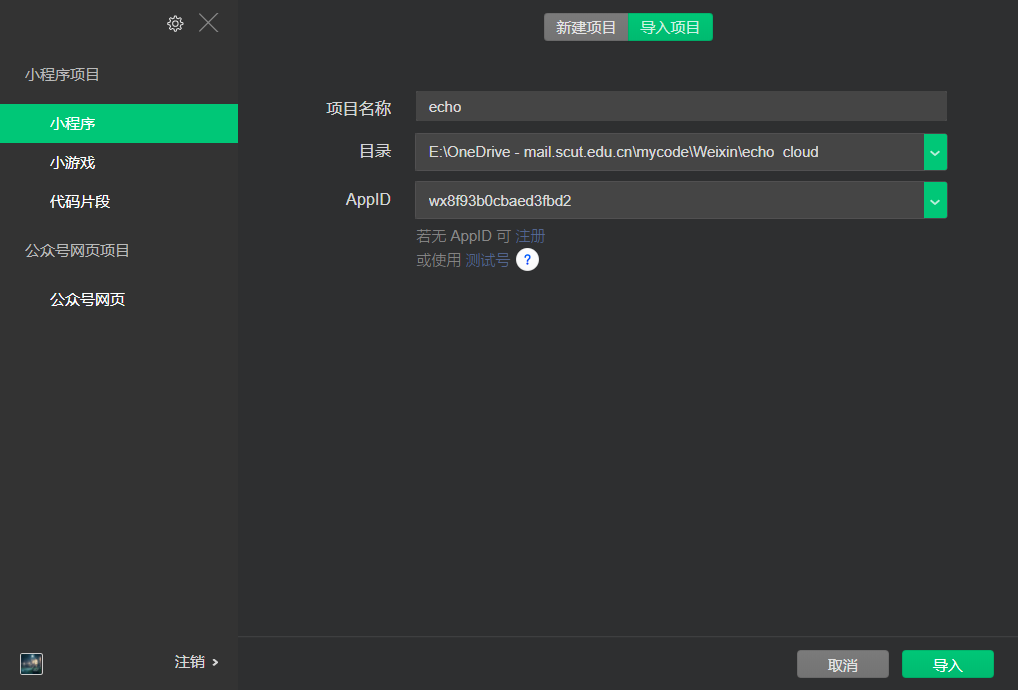 新建项目 导入项目
小程序项目
小程序
小游戏
代码片段
公众号网页项目
公众号网页
项目名称 echo
目录 E:\OneDrive - mail.scut.edu.cn\mycode\Weixin\echo  cloud
AppID wx8f93b0cbaed3fbd2
若无 AppID 可 注册
或使用 测试号 ?
注销 ›
取消 导入